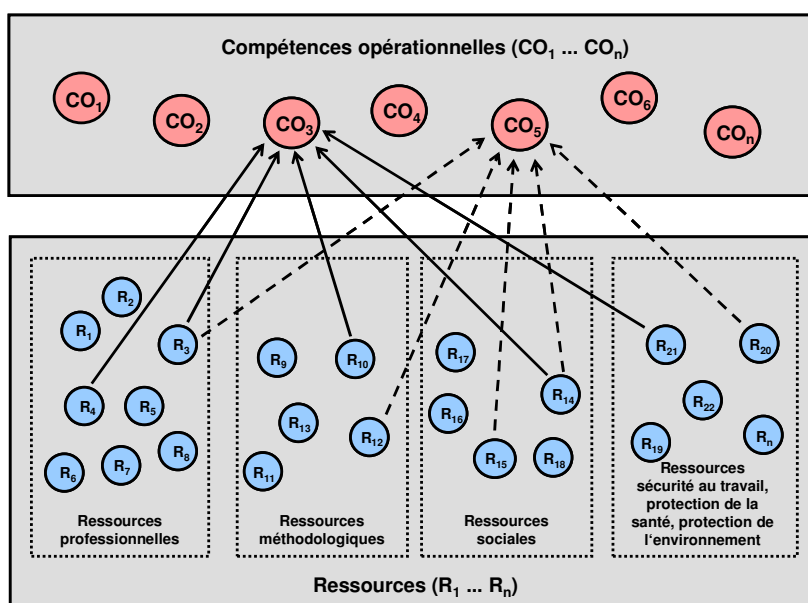 Compétences opérationnelles (CO₁ ... COₙ)
CO₁
CO₂
CO₃
CO₄
CO₅
CO₆
COₙ
R₁
R₂
R₃
R₄
R₅
R₆
R₇
R₈
Ressources
professionnelles
R₉
R₁₀
R₁₃
R₁₂
R₁₁
Ressources
méthodologiques
R₁₇
R₁₄
R₁₆
R₁₅
R₁₈
Ressources
sociales
R₂₁
R₂₀
R₂₂
R₁₉
Rₙ
Ressources
sécurité au travail,
protection de la
santé, protection de
l‘environnement
Ressources (R₁ ... Rₙ)